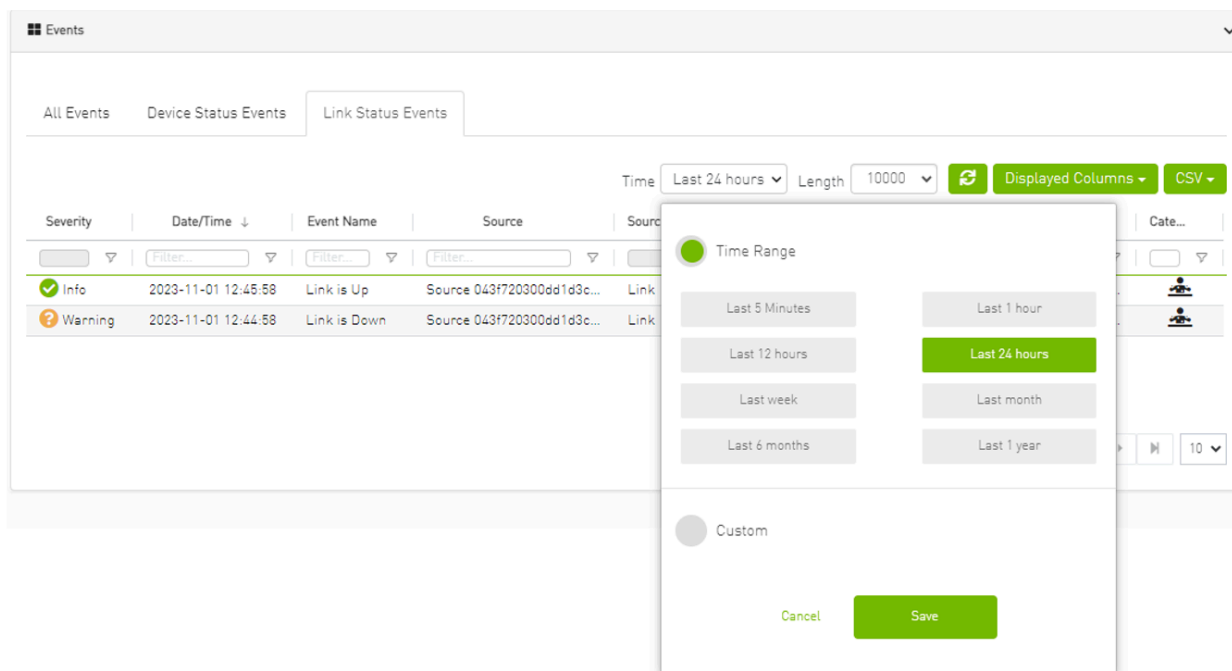 Events
All Events Device Status Events Link Status Events
Time Last 24 hours Length 10000 Displayed Columns CSV
Severity Date/Time ↓ Event Name Source Sourc Cate...
Filter... Filter... Filter...
Info 2023-11-01 12:45:58 Link is Up Source 043f720300dd1d3c... Link
Warning 2023-11-01 12:44:58 Link is Down Source 043f720300dd1d3c... Link
10
Time Range
Last 5 Minutes Last 1 hour
Last 12 hours Last 24 hours
Last week Last month
Last 6 months Last 1 year
Custom
Cancel Save